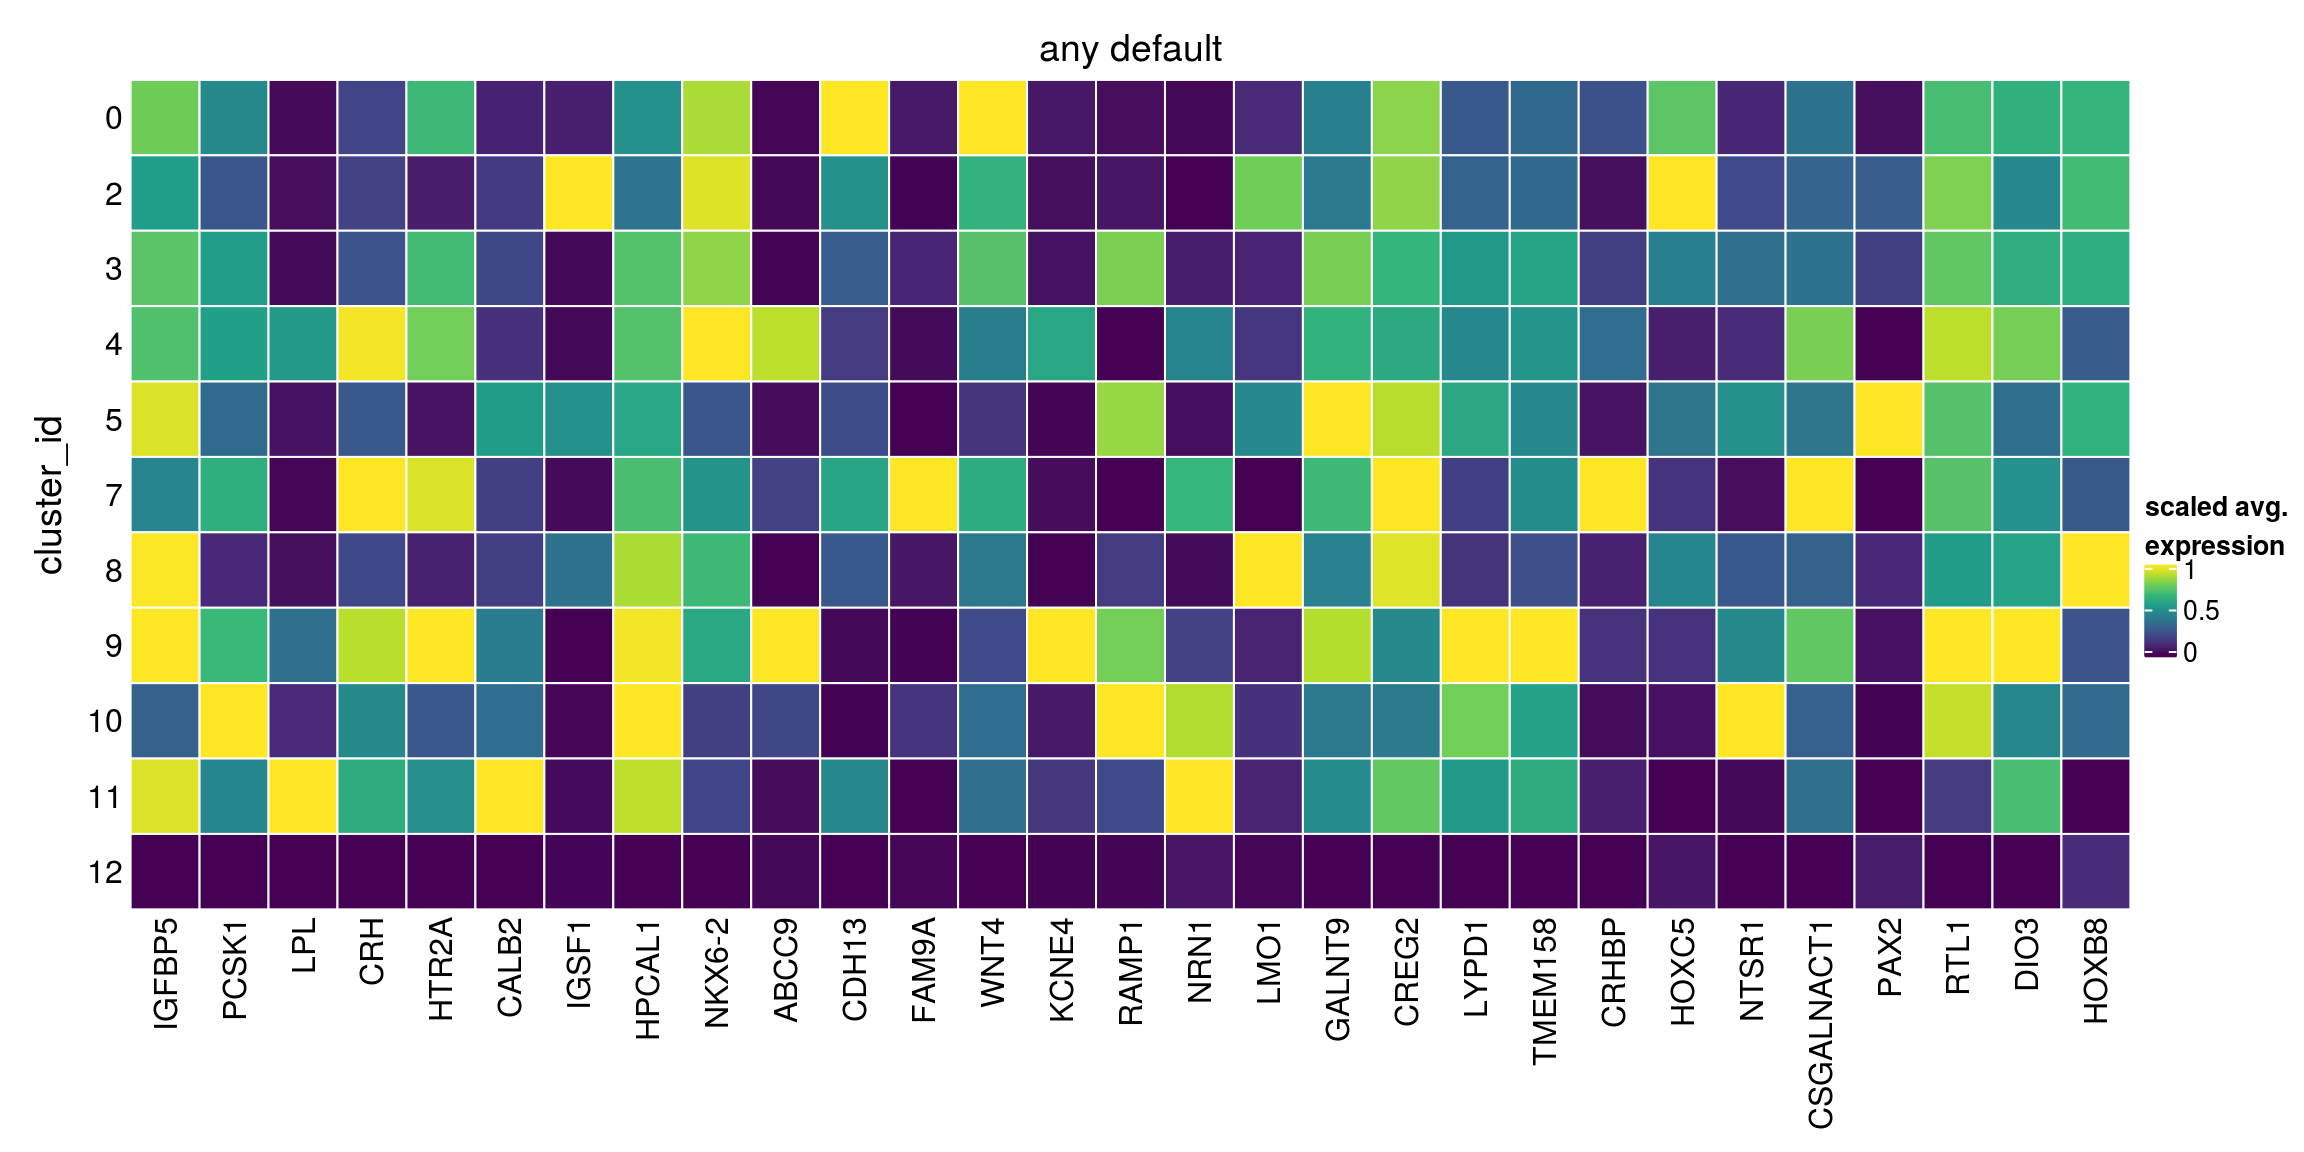 any default
cluster_id
0
2
3
4
5
7
8
9
10
11
12
IGFBP5
PCSK1
LPL
CRH
HTR2A
CALB2
IGSF1
HPCAL1
NKX6-2
ABCC9
CDH13
FAM9A
WNT4
KCNE4
RAMP1
NRN1
LMO1
GALNT9
CREG2
LYPD1
TMEM158
CRHBP
HOXC5
NTSR1
CSGALNACT1
PAX2
RTL1
DIO3
HOXB8
scaled avg.
expression
1
0.5
0